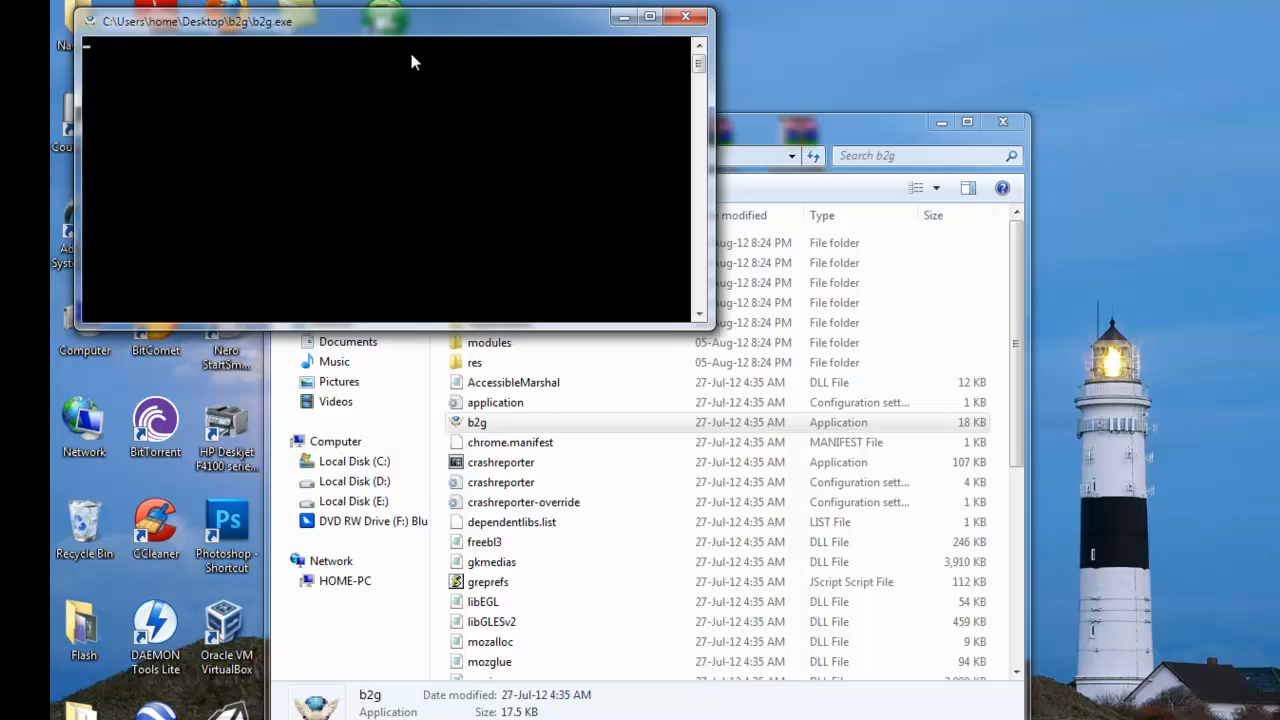 C:\Users\home\Desktop\b2g\b2g.exe
Search b2g
modified
Type
Size
Aug-12 8:24 PM File folder
Aug-12 8:24 PM File folder
Aug-12 8:24 PM File folder
Aug-12 8:24 PM File folder
Aug-12 8:24 PM File folder
modules 05-Aug-12 8:24 PM File folder
res 05-Aug-12 8:24 PM File folder
AccessibleMarshal 27-Jul-12 4:35 AM DLL File 12 KB
application 27-Jul-12 4:35 AM Configuration sett... 1 KB
b2g 27-Jul-12 4:35 AM Application 18 KB
chrome.manifest 27-Jul-12 4:35 AM MANIFEST File 1 KB
crashreporter 27-Jul-12 4:35 AM Application 107 KB
crashreporter 27-Jul-12 4:35 AM Configuration sett... 4 KB
crashreporter-override 27-Jul-12 4:35 AM Configuration sett... 1 KB
dependentlibs.list 27-Jul-12 4:35 AM LIST File 1 KB
freebl3 27-Jul-12 4:35 AM DLL File 246 KB
gkmedias 27-Jul-12 4:35 AM DLL File 3,910 KB
greprefs 27-Jul-12 4:35 AM JScript Script File 112 KB
libEGL 27-Jul-12 4:35 AM DLL File 54 KB
libGLESv2 27-Jul-12 4:35 AM DLL File 459 KB
mozalloc 27-Jul-12 4:35 AM DLL File 9 KB
mozglue 27-Jul-12 4:35 AM DLL File 94 KB
Documents
Music
Pictures
Videos
Computer
Local Disk (C:)
Local Disk (D:)
Local Disk (E:)
DVD RW Drive (F:) Blu
Network
HOME-PC
b2g Date modified: 27-Jul-12 4:35 AM
Application Size: 17.5 KB
Computer
BitComet
Nero
StartSm...
Network
BitTorrent
HP Deskjet
F4100 serie...
Recycle Bin
CCleaner
Photoshop -
Shortcut
Ps
Flash
DAEMON
Tools Lite
Oracle VM
VirtualBox